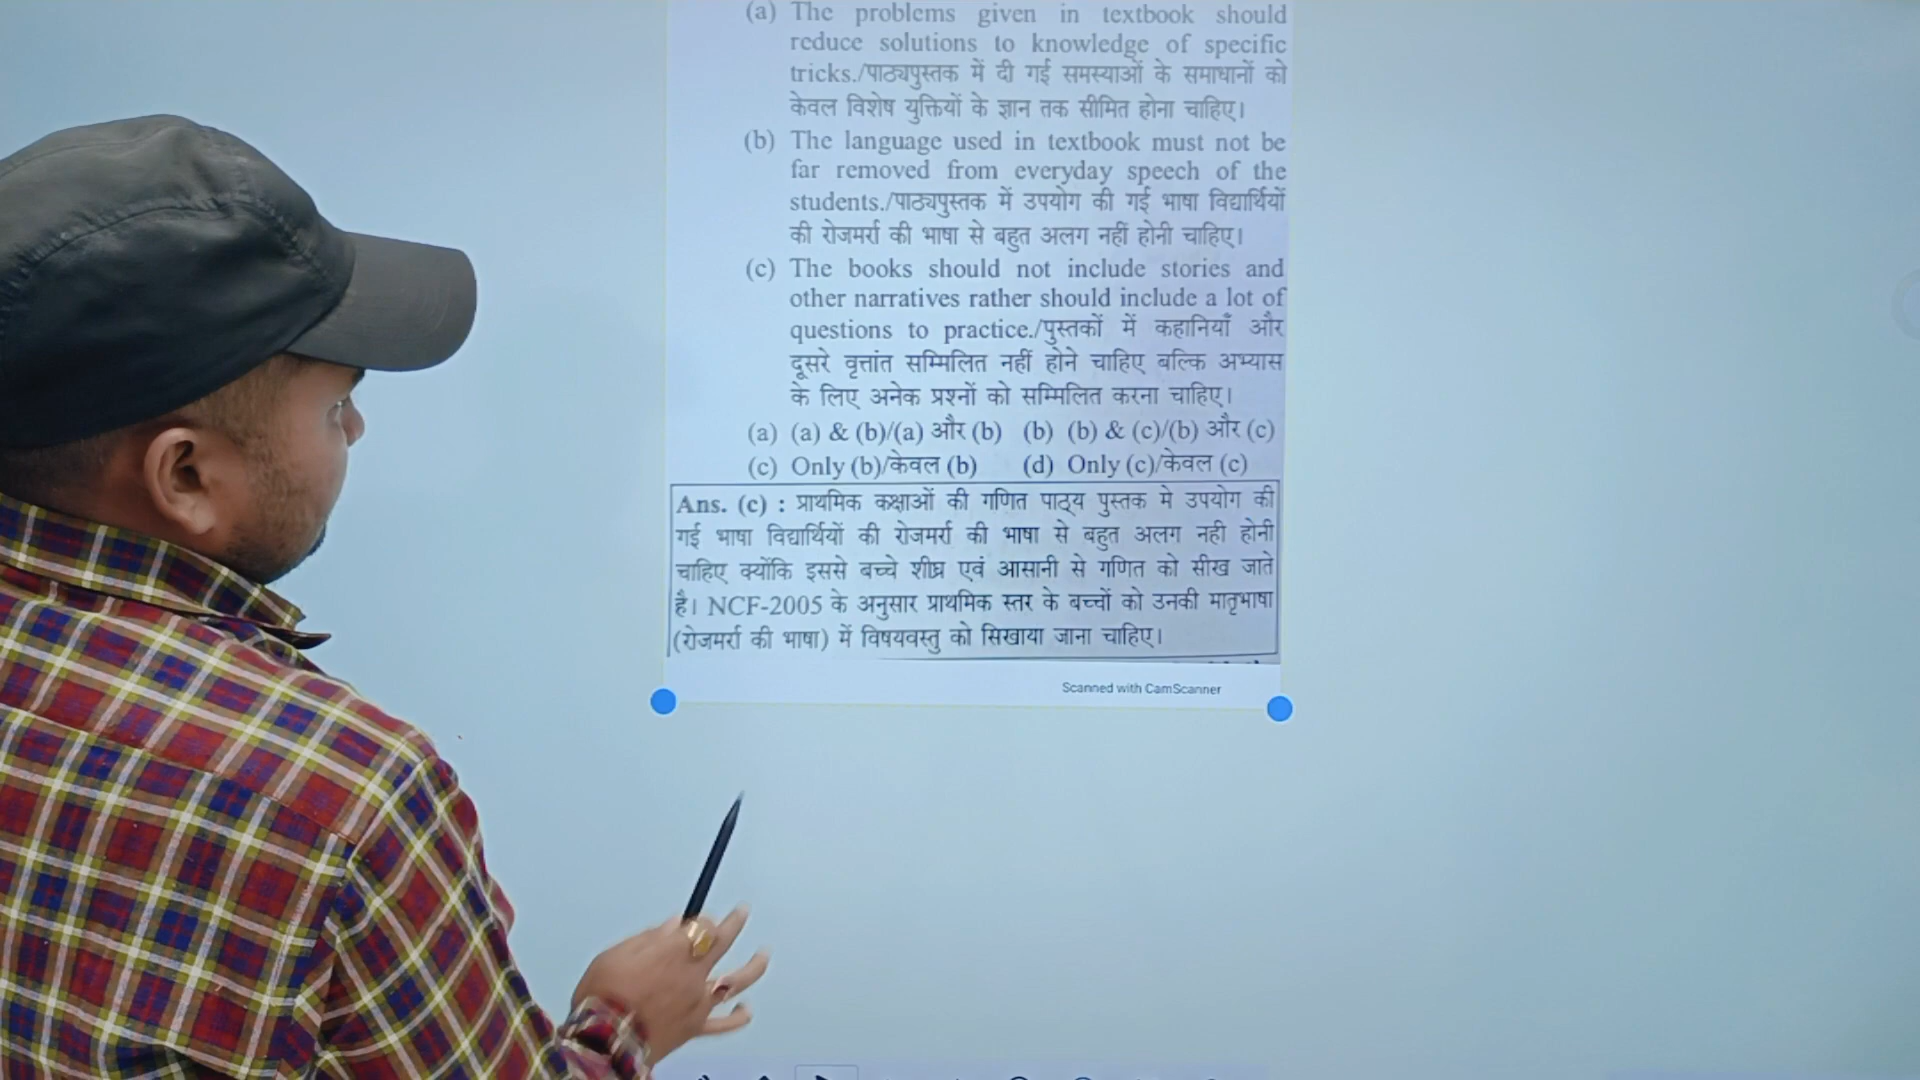 (a) The problems given in textbook should
reduce solutions to knowledge of specific
tricks./पाठ्यपुस्तक में दी गई समस्याओं के समाधानों को
केवल विशेष युक्तियों के ज्ञान तक सीमित होना चाहिए।
(b) The language used in textbook must not be
far removed from everyday speech of the
students./पाठ्यपुस्तक में उपयोग की गई भाषा विद्यार्थियों
की रोजमर्रा की भाषा से बहुत अलग नहीं होनी चाहिए।
(c) The books should not include stories and
other narratives rather should include a lot of
questions to practice./पुस्तकों में कहानियाँ और
दूसरे वृत्तांत सम्मिलित नहीं होने चाहिए बल्कि अभ्यास
के लिए अनेक प्रश्नों को सम्मिलित करना चाहिए।
(a) (a) & (b)/(a) और (b) (b) (b) & (c)/(b) और (c)
(c) Only (b)/केवल (b) (d) Only (c)/केवल (c)
Ans. (c) : प्राथमिक कक्षाओं की गणित पाठ्य पुस्तक मे उपयोग की
गई भाषा विद्यार्थियों की रोजमर्रा की भाषा से बहुत अलग नही होनी
चाहिए क्योंकि इससे बच्चे शीघ्र एवं आसानी से गणित को सीख जाते
है। NCF-2005 के अनुसार प्राथमिक स्तर के बच्चों को उनकी मातृभाषा
(रोजमर्रा की भाषा) में विषयवस्तु को सिखाया जाना चाहिए।
Scanned with CamScanner